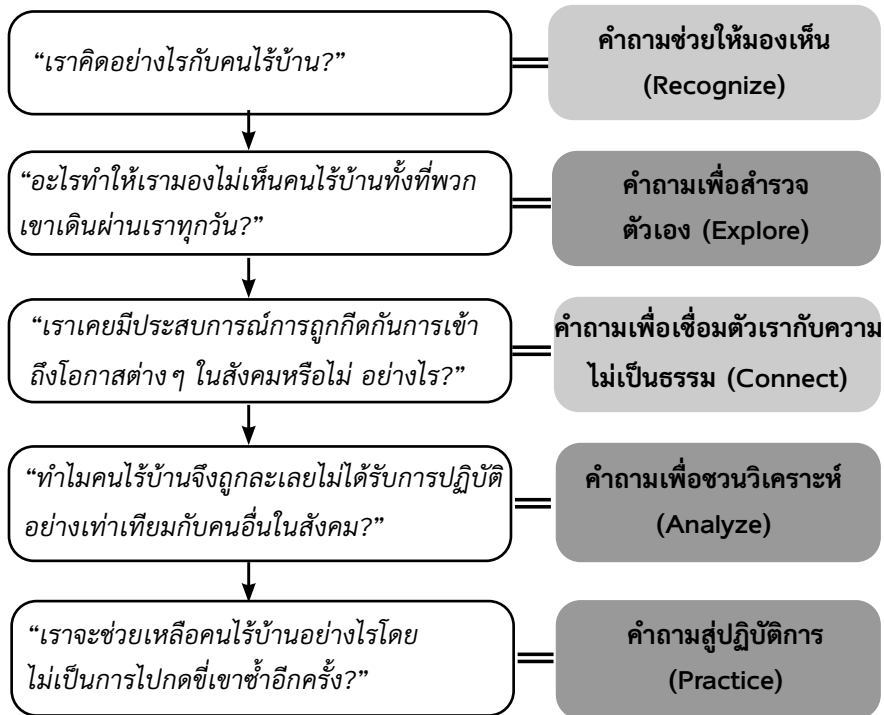 “เราคิดอย่างไรกับคนไร้บ้าน?”
คำถามช่วยให้มองเห็น
(Recognize)
“อะไรทำให้เรามองไม่เห็นคนไร้บ้านทั้งที่พวก
เขาเดินผ่านเราทุกวัน?”
คำถามเพื่อสำรวจ
ตัวเอง (Explore)
“เราเคยมีประสบการณ์การถูกกีดกันการเข้า
ถึงโอกาสต่างๆ ในสังคมหรือไม่ อย่างไร?”
คำถามเพื่อเชื่อมตัวเรากับความ
ไม่เป็นธรรม (Connect)
“ทำไมคนไร้บ้านจึงถูกละเลยไม่ได้รับการปฏิบัติ
อย่างเท่าเทียมกับคนอื่นในสังคม?”
คำถามเพื่อชวนวิเคราะห์
(Analyze)
“เราจะช่วยเหลือคนไร้บ้านอย่างไรโดย
ไม่เป็นการไปกดขี่เขาซ้ำอีกครั้ง?”
คำถามสู่ปฏิบัติการ
(Practice)